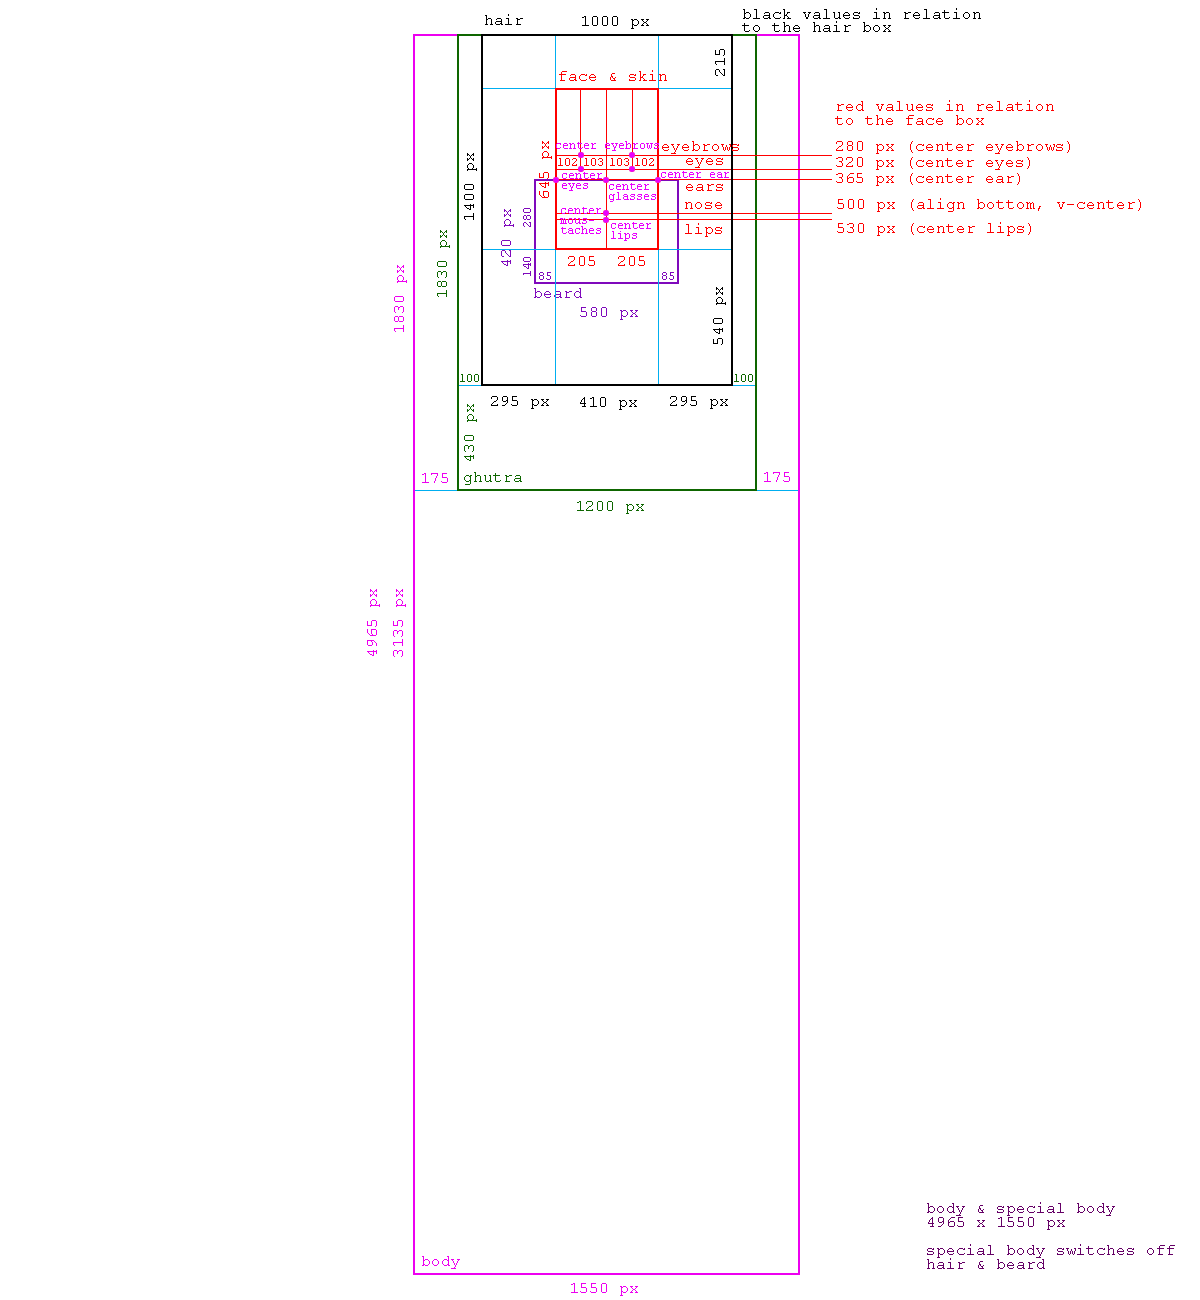 hair
1000 px
black values in relation
to the hair box
215
face & skin
red values in relation
to the face box
645 px
center eyebrows
eyebrows
280 px (center eyebrows)
102
103
103
102
eyes
320 px (center eyes)
center
eyes
center ear
365 px (center ear)
center
glasses
ears
1400 px
nose
500 px (align bottom, v-center)
280
420 px
center
mous-
taches
center
lips
lips
530 px (center lips)
1830 px
1830 px
140
205
205
85
85
beard
580 px
540 px
100
100
295 px
410 px
295 px
430 px
175
ghutra
175
1200 px
4965 px
3135 px
body & special body
4965 x 1550 px
special body switches off
hair & beard
body
1550 px